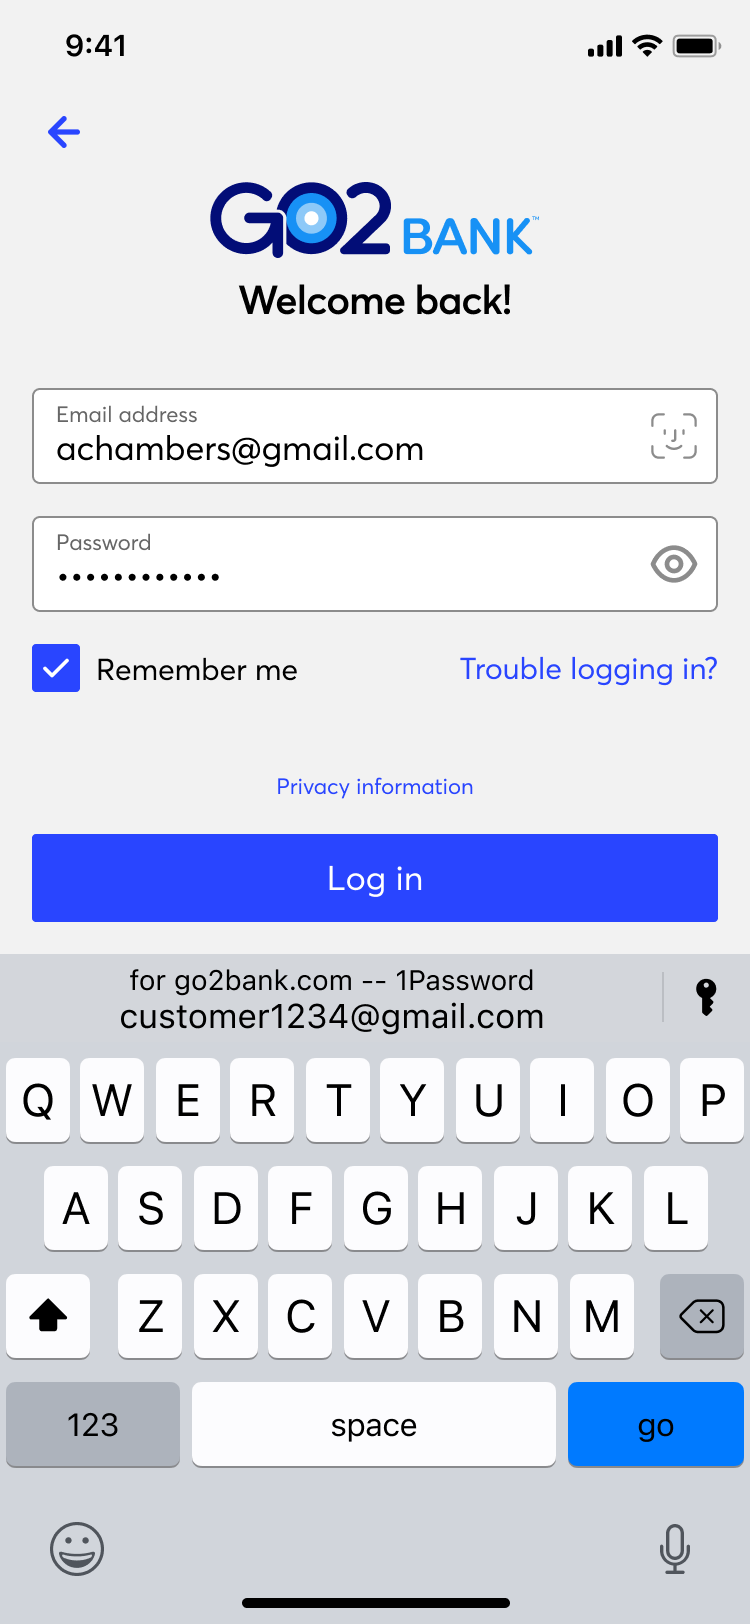 9:41
GO2 BANK™
Welcome back!
Email address
achambers@gmail.com
Password
••••••••••••
Remember me
Trouble logging in?
Privacy information
Log in
for go2bank.com -- 1Password
customer1234@gmail.com
Q W E R T Y U I O P
A S D F G H J K L
Z X C V B N M
123 space go